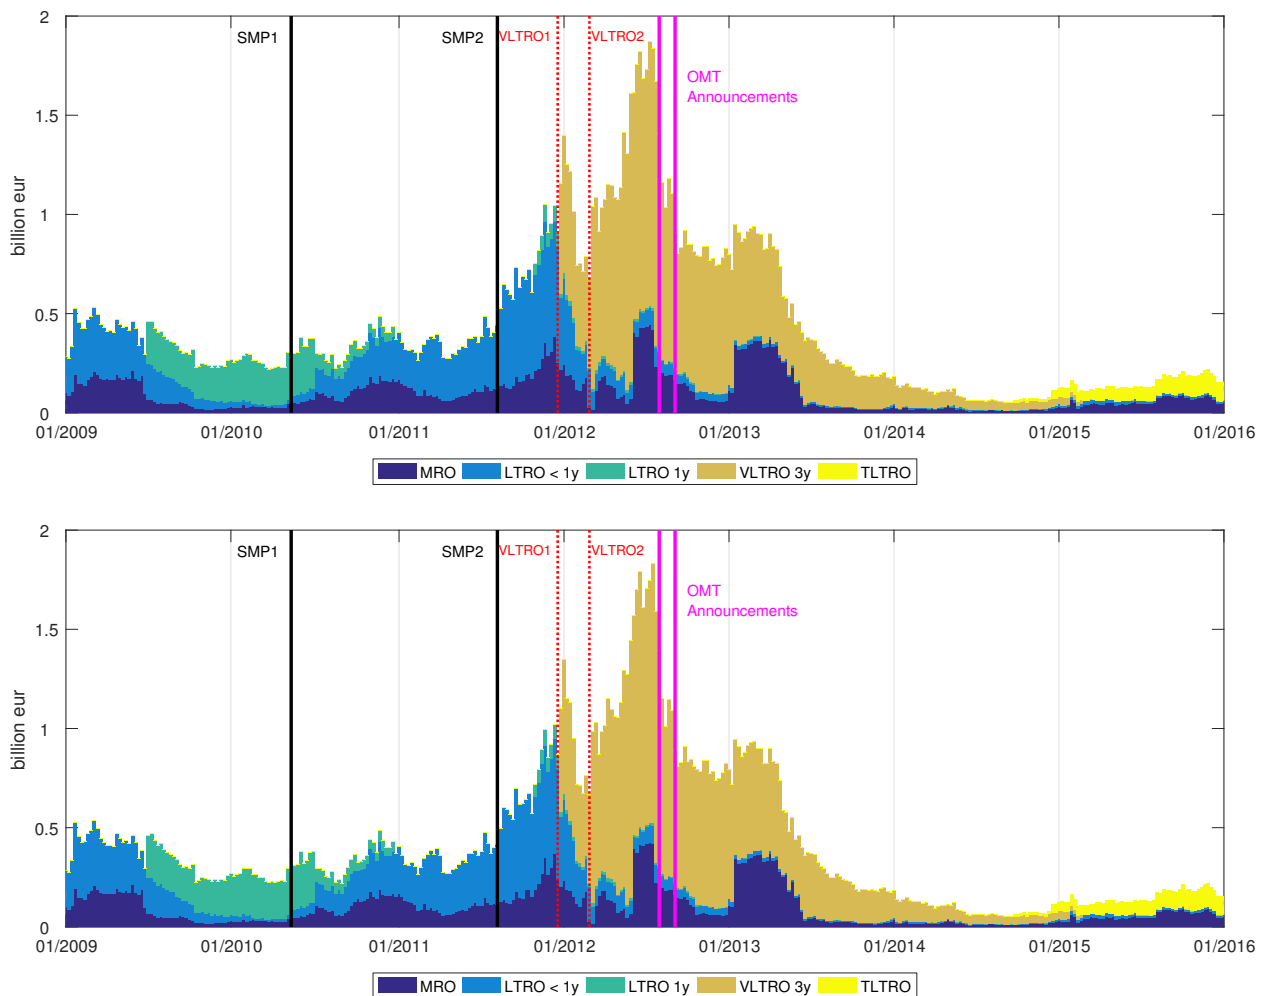 2
SMP1
SMP2
VLTRO1
VLTRO2
OMT
Announcements
1.5
1
0.5
0
billion eur
01/2009
01/2010
01/2011
01/2012
01/2013
01/2014
01/2015
01/2016
MRO
LTRO < 1y
LTRO 1y
VLTRO 3y
TLTRO
2
SMP1
SMP2
VLTRO1
VLTRO2
OMT
Announcements
1.5
1
0.5
0
billion eur
01/2009
01/2010
01/2011
01/2012
01/2013
01/2014
01/2015
01/2016
MRO
LTRO < 1y
LTRO 1y
VLTRO 3y
TLTRO